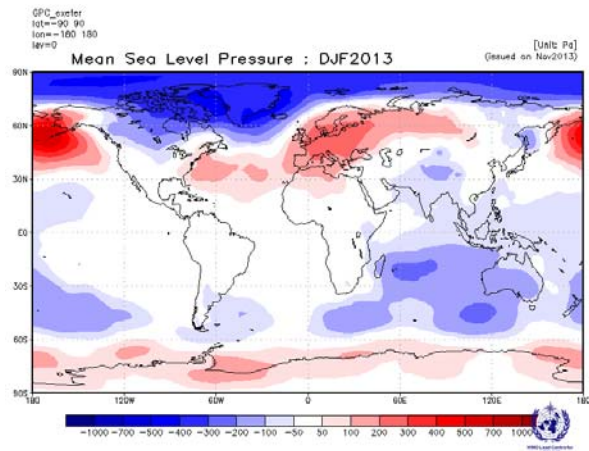 GPC_exeter
lat=-90 90
lon=-180 180
lev=0
Mean Sea Level Pressure : DJF2013
[Unit: Pa]
(issued on Nov2013)
90N
60N
30N
EQ
30S
60S
90S
180 120W 60W 0 60E 120E 180
-1000 -700 -500 -400 -300 -200 -100 -50 50 100 200 300 400 500 700 1000